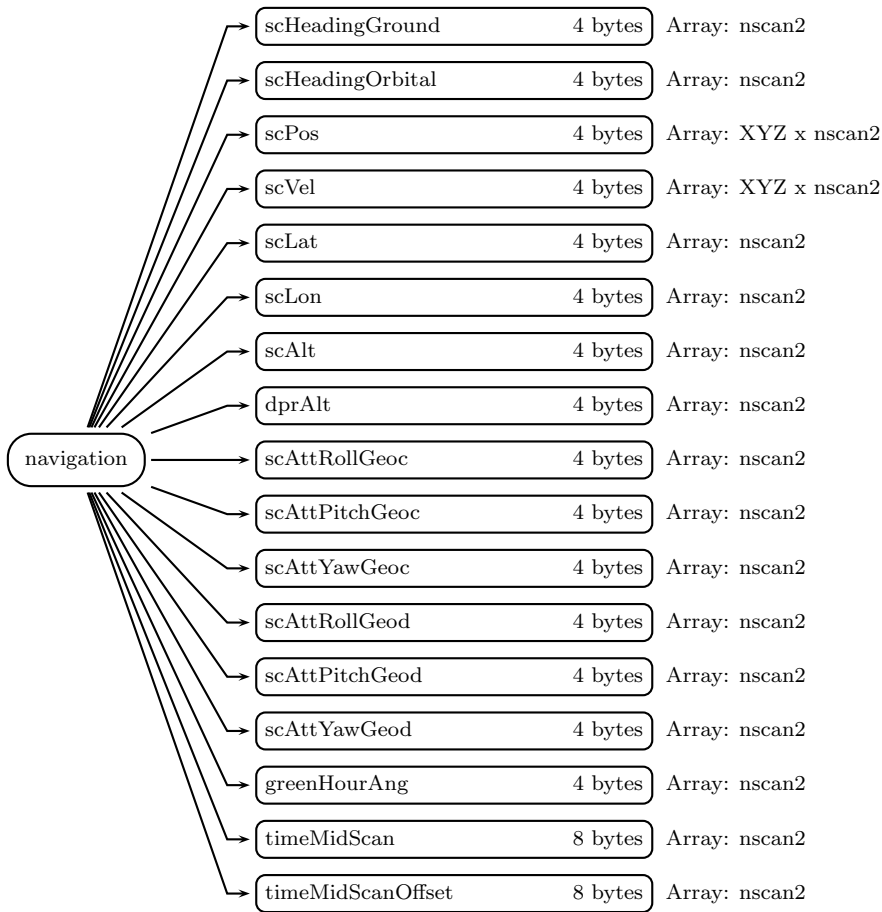 scHeadingGround 4 bytes Array: nscan2
scHeadingOrbital 4 bytes Array: nscan2
scPos 4 bytes Array: XYZ x nscan2
scVel 4 bytes Array: XYZ x nscan2
scLat 4 bytes Array: nscan2
scLon 4 bytes Array: nscan2
scAlt 4 bytes Array: nscan2
dprAlt 4 bytes Array: nscan2
navigation scAttRollGeoc 4 bytes Array: nscan2
scAttPitchGeoc 4 bytes Array: nscan2
scAttYawGeoc 4 bytes Array: nscan2
scAttRollGeod 4 bytes Array: nscan2
scAttPitchGeod 4 bytes Array: nscan2
scAttYawGeod 4 bytes Array: nscan2
greenHourAng 4 bytes Array: nscan2
timeMidScan 8 bytes Array: nscan2
timeMidScanOffset 8 bytes Array: nscan2